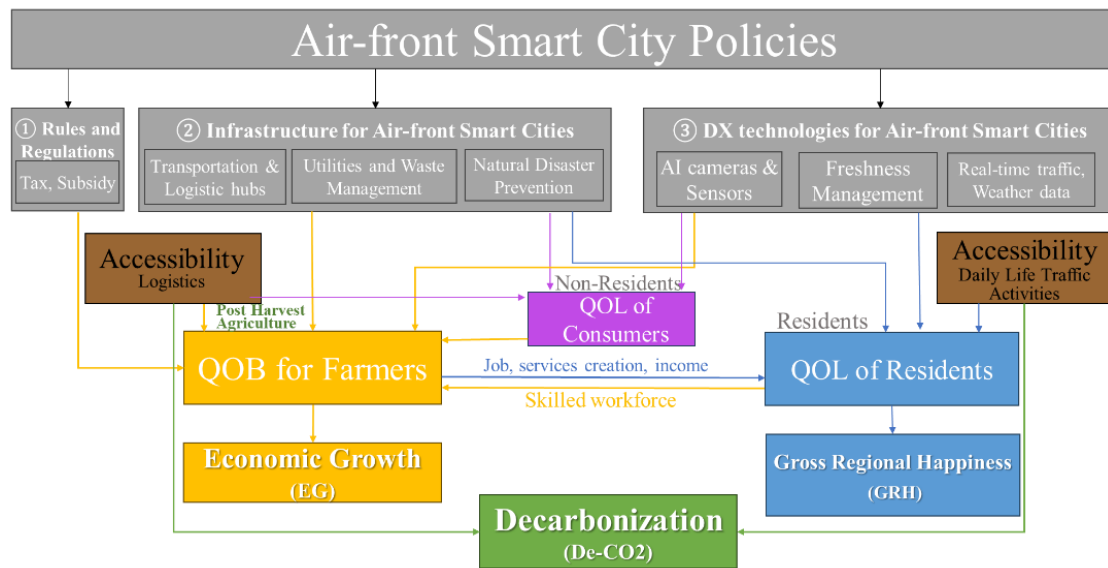 Air-front Smart City Policies
① Rules and
Regulations
Tax, Subsidy
② Infrastructure for Air-front Smart Cities
Transportation &
Logistic hubs
Utilities and Waste
Management
Natural Disaster
Prevention
③ DX technologies for Air-front Smart Cities
AI cameras &
Sensors
Freshness
Management
Real-time traffic,
Weather data
Accessibility
Logistics
Accessibility
Daily Life Traffic
Activities
Post Harvest
Agriculture
Non-Residents
QOL of
Consumers
Residents
QOB for Farmers
Job, services creation, income
Skilled workforce
QOL of Residents
Economic Growth
(EG)
Gross Regional Happiness
(GRH)
Decarbonization
(De-CO2)